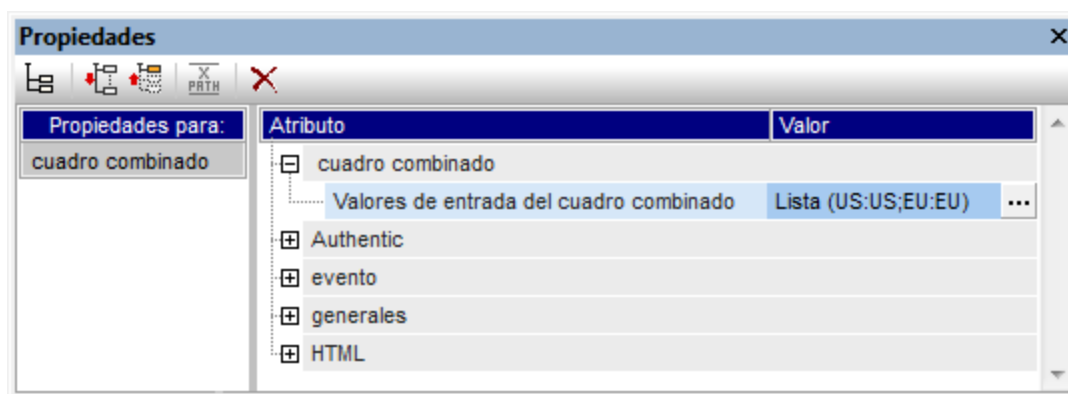 Propiedades
X
PATH
Propiedades para:
Atributo
Valor
cuadro combinado
cuadro combinado
Valores de entrada del cuadro combinado
Lista (US:US;EU:EU)
...
Authentic
evento
generales
HTML